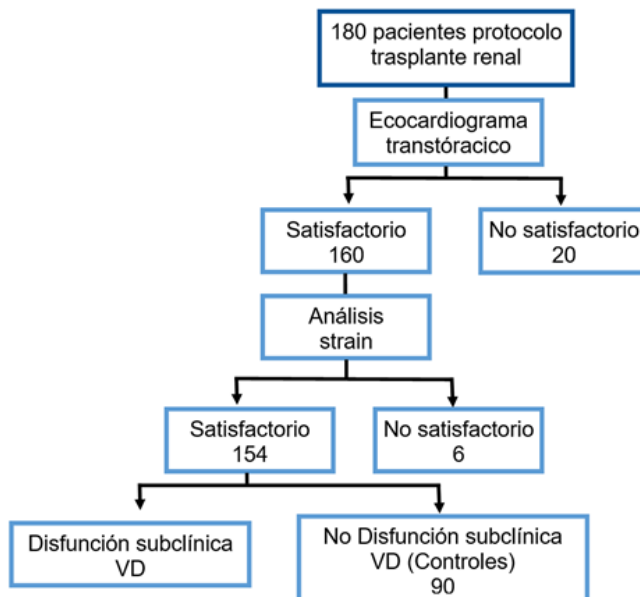 180 pacientes protocolo
trasplante renal
Ecocardiograma
transtóracico
Satisfactorio
160
No satisfactorio
20
Análisis
strain
Satisfactorio
154
No satisfactorio
6
Disfunción subclínica
VD
No Disfunción subclínica
VD (Controles)
90